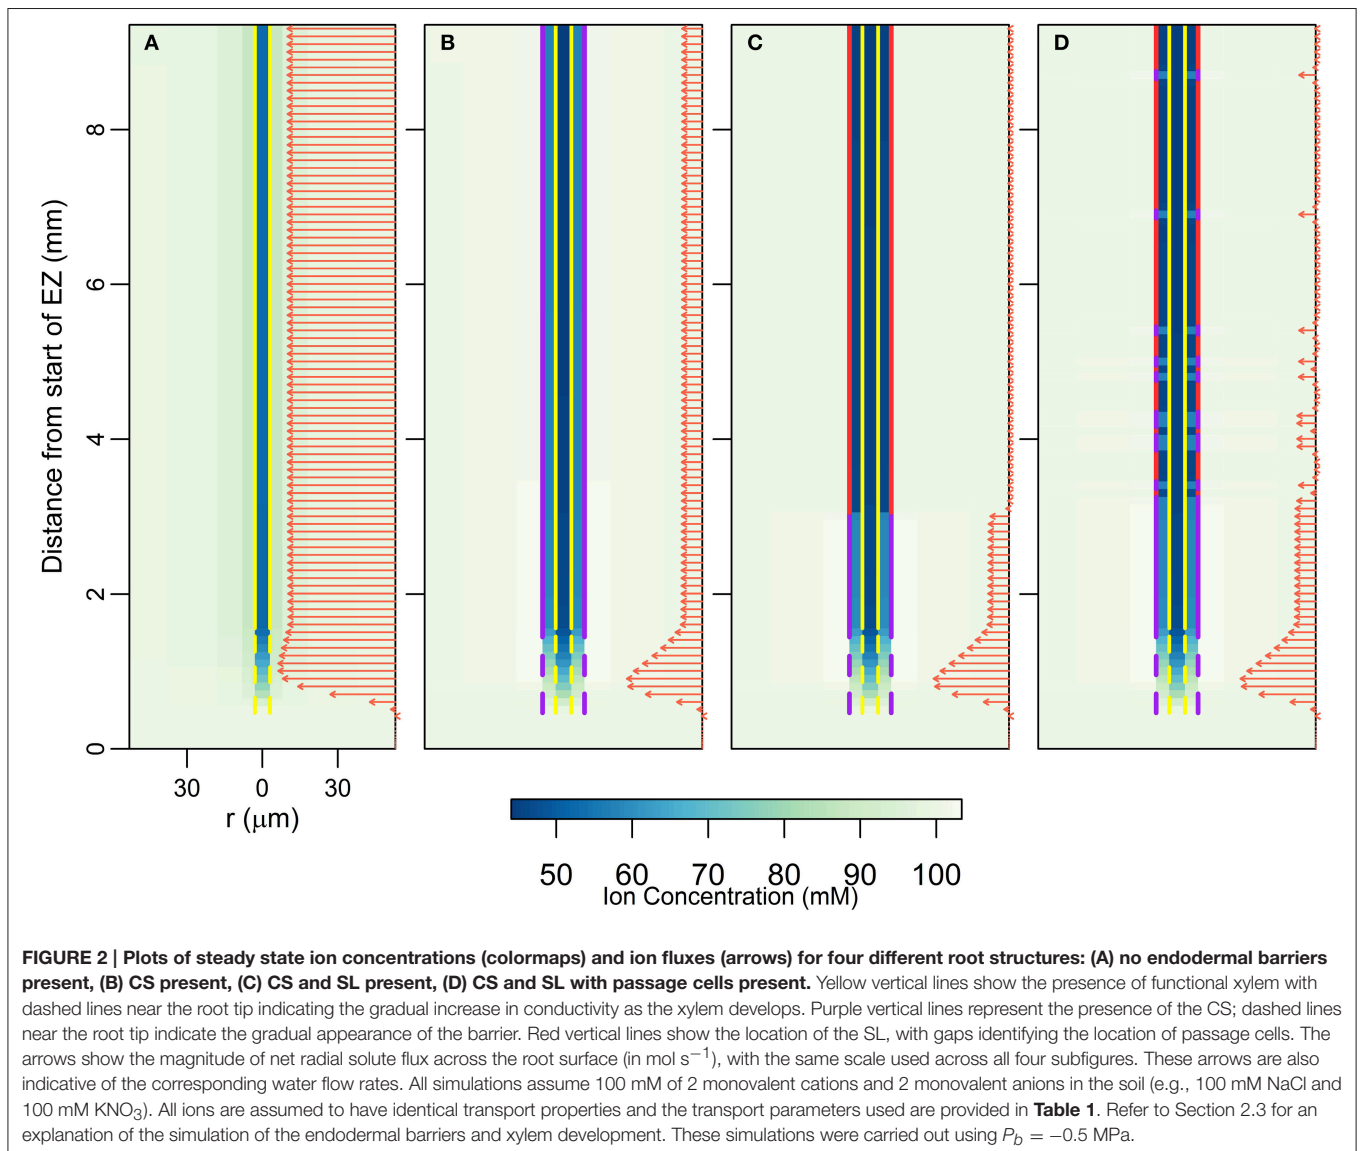 A
B
C
D
Distance from start of EZ (mm)
8
6
4
2
0
30 0 30
r (μm)
50 60 70 80 90 100
Ion Concentration (mM)
FIGURE 2 | Plots of steady state ion concentrations (colormaps) and ion fluxes (arrows) for four different root structures: (A) no endodermal barriers
present, (B) CS present, (C) CS and SL present, (D) CS and SL with passage cells present. Yellow vertical lines show the presence of functional xylem with
dashed lines near the root tip indicating the gradual increase in conductivity as the xylem develops. Purple vertical lines represent the presence of the CS; dashed lines
near the root tip indicate the gradual appearance of the barrier. Red vertical lines show the location of the SL, with gaps identifying the location of passage cells. The
arrows show the magnitude of net radial solute flux across the root surface (in mol s⁻¹), with the same scale used across all four subfigures. These arrows are also
indicative of the corresponding water flow rates. All simulations assume 100 mM of 2 monovalent cations and 2 monovalent anions in the soil (e.g., 100 mM NaCl and
100 mM KNO₃). All ions are assumed to have identical transport properties and the transport parameters used are provided in Table 1. Refer to Section 2.3 for an
explanation of the simulation of the endodermal barriers and xylem development. These simulations were carried out using P_b = −0.5 MPa.